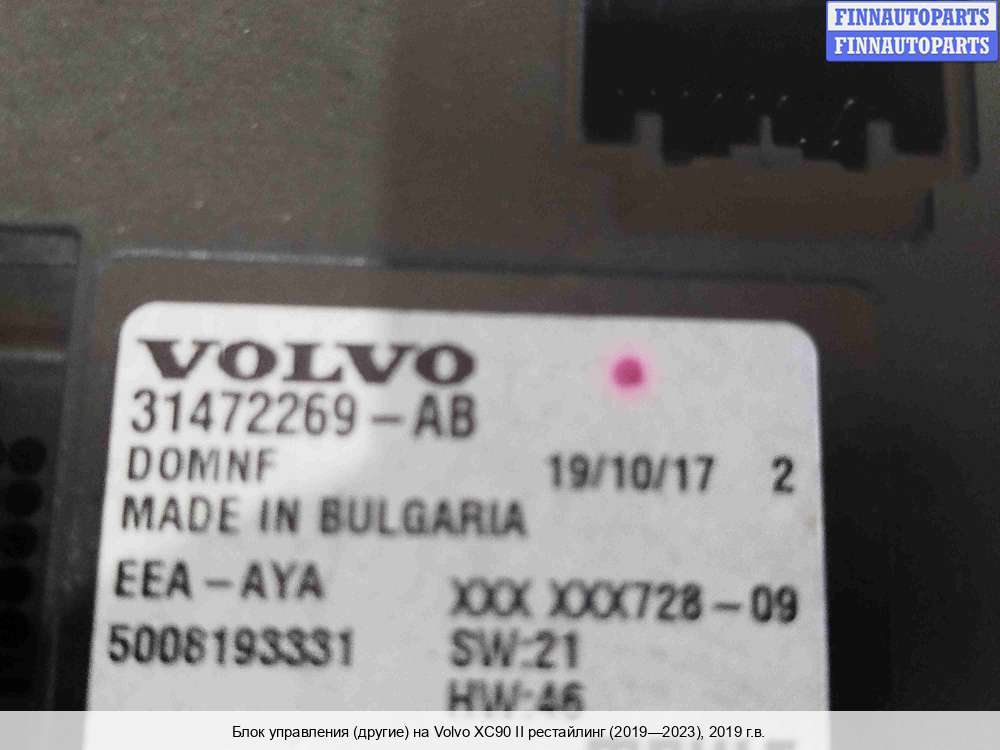 FINNAUTOPARTS
FINNAUTOPARTS
VOLVO
31472269-AB
DOMNF 19/10/17 2
MADE IN BULGARIA
EEA-AYA XXX XXX728-09
5008193331 SW:21
HW:46
Блок управления (другие) на Volvo XC90 II рестайлинг (2019—2023), 2019 г.в.